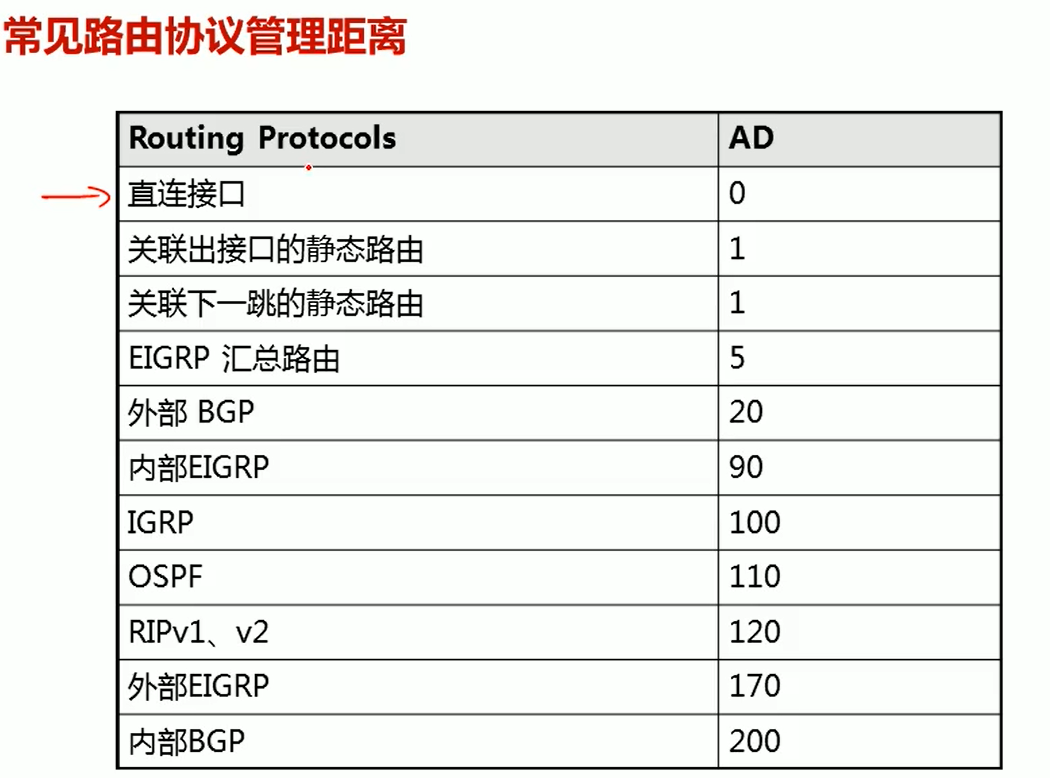 常见路由协议管理距离
Routing Protocols AD
直连接口 0
关联出接口的静态路由 1
关联下一跳的静态路由 1
EIGRP 汇总路由 5
外部 BGP 20
内部EIGRP 90
IGRP 100
OSPF 110
RIPv1、v2 120
外部EIGRP 170
内部BGP 200